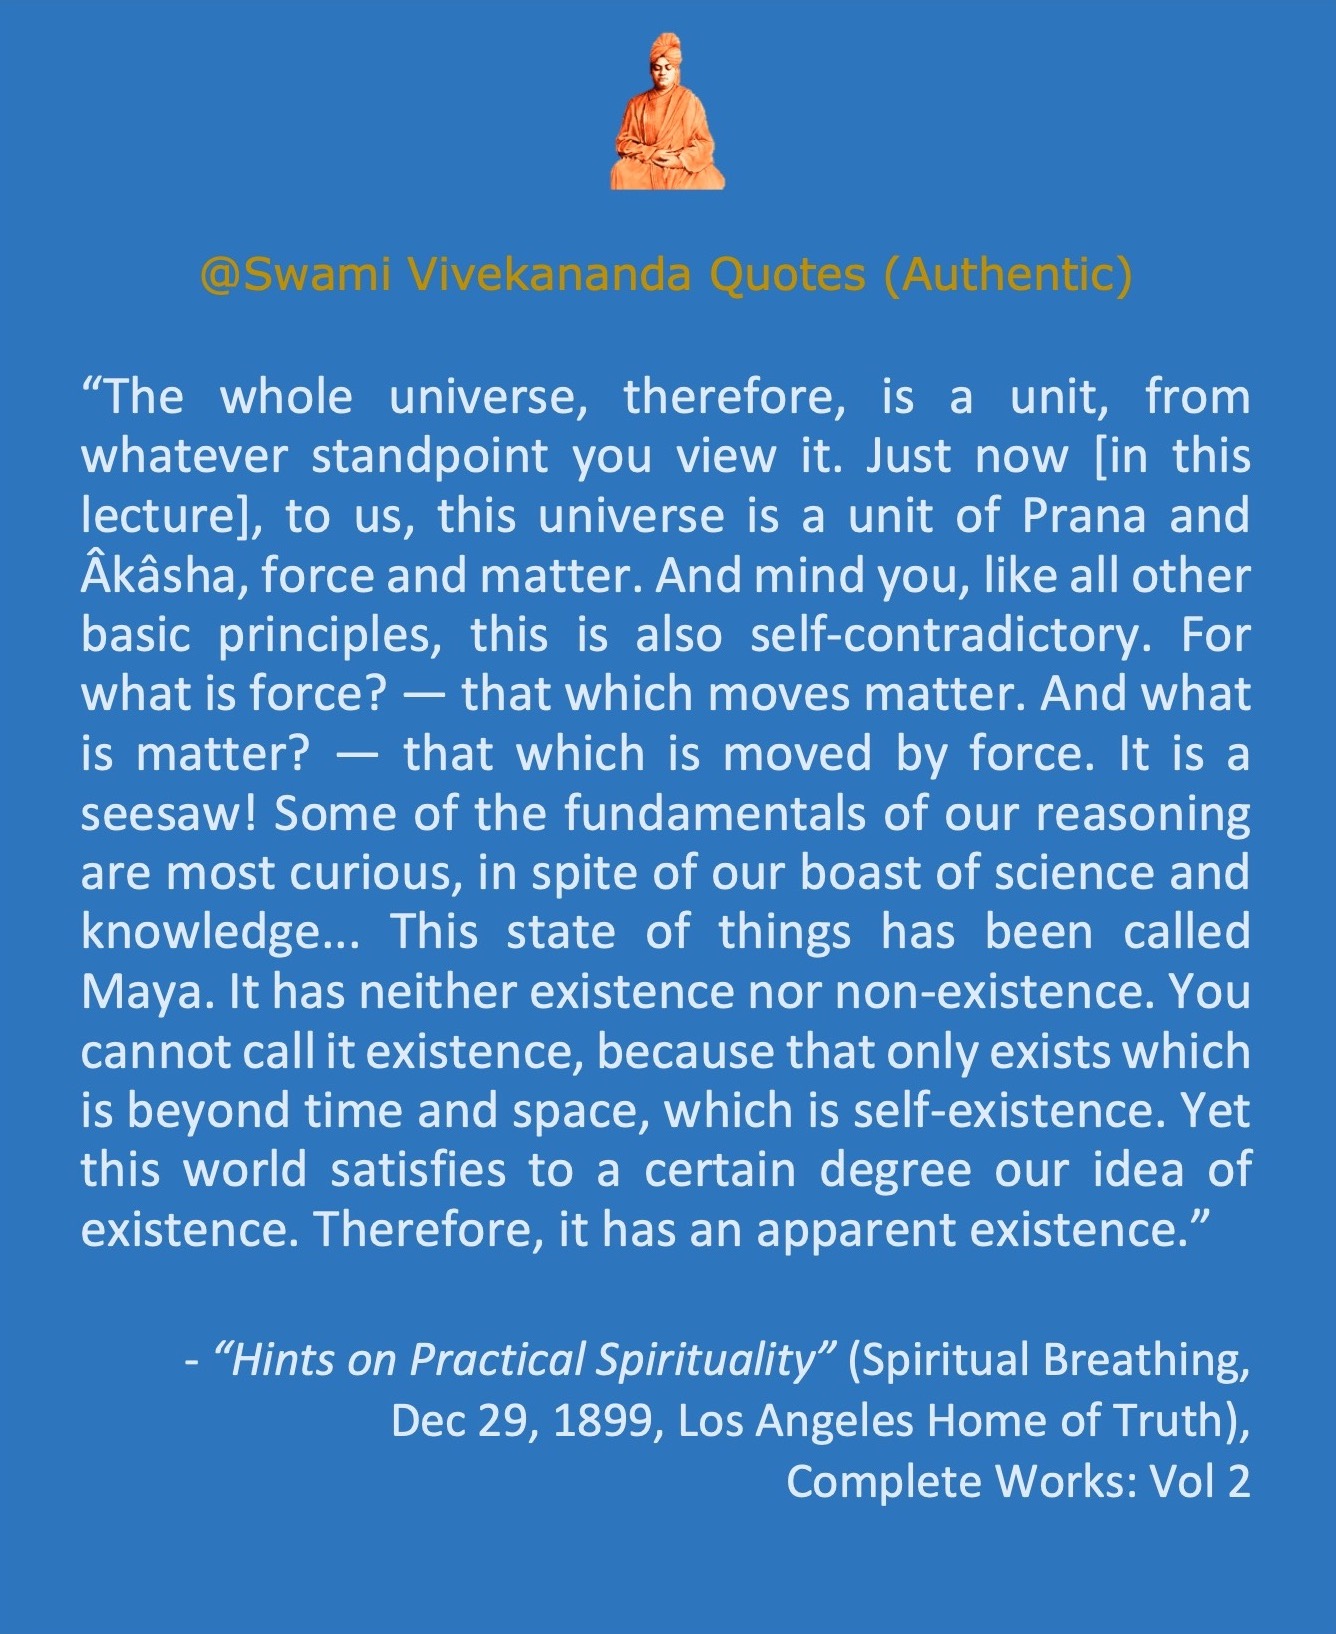 @Swami Vivekananda Quotes (Authentic)
“The whole universe, therefore, is a unit, from
whatever standpoint you view it. Just now [in this
lecture], to us, this universe is a unit of Prana and
Âkâsha, force and matter. And mind you, like all other
basic principles, this is also self-contradictory. For
what is force? — that which moves matter. And what
is matter? — that which is moved by force. It is a
seesaw! Some of the fundamentals of our reasoning
are most curious, in spite of our boast of science and
knowledge... This state of things has been called
Maya. It has neither existence nor non-existence. You
cannot call it existence, because that only exists which
is beyond time and space, which is self-existence. Yet
this world satisfies to a certain degree our idea of
existence. Therefore, it has an apparent existence.”
- “Hints on Practical Spirituality” (Spiritual Breathing,
Dec 29, 1899, Los Angeles Home of Truth),
Complete Works: Vol 2